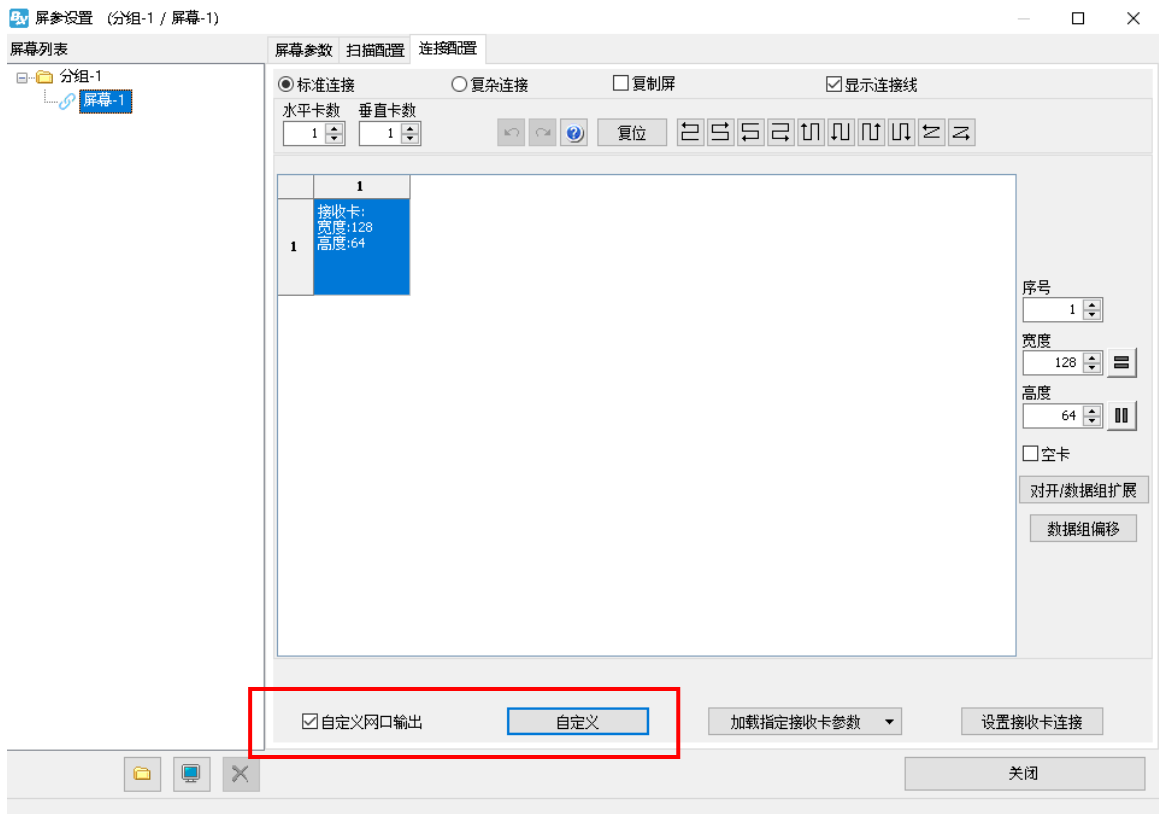 屏参设置 (分组-1 / 屏幕-1)
屏幕列表
分组-1
屏幕-1
屏幕参数 扫描配置 连接配置
标准连接 复杂连接 复制屏 显示连接线
水平卡数 垂直卡数
1 1 复位
1
1
接收卡:
宽度:128
高度:64
序号
1
宽度
128
高度
64
空卡
对开/数据组扩展
数据组偏移
自定义网口输出 自定义 加载指定接收卡参数 设置接收卡连接
关闭